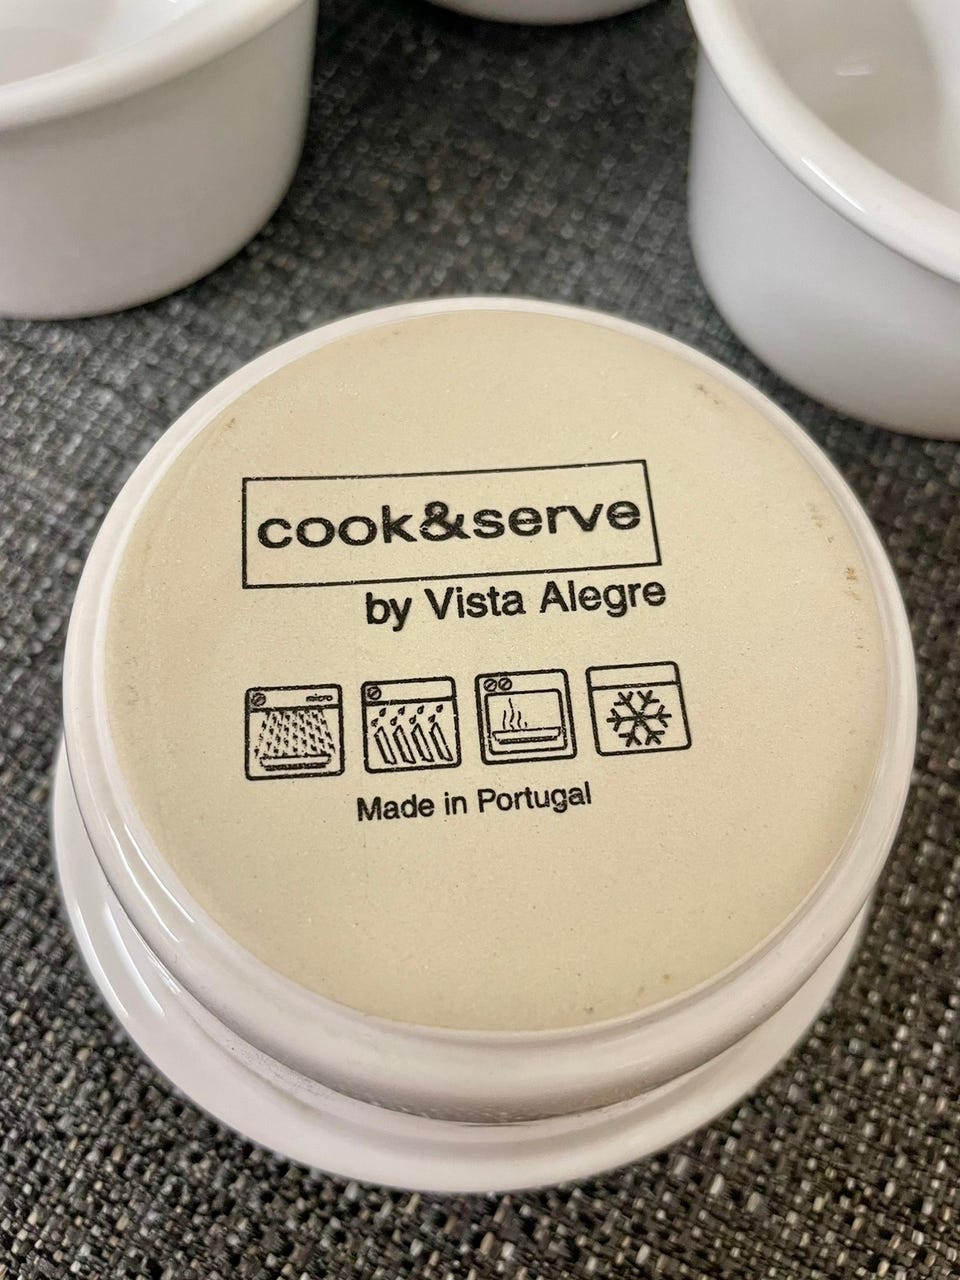 cook&serve
by Vista Alegre
micro
Made in Portugal